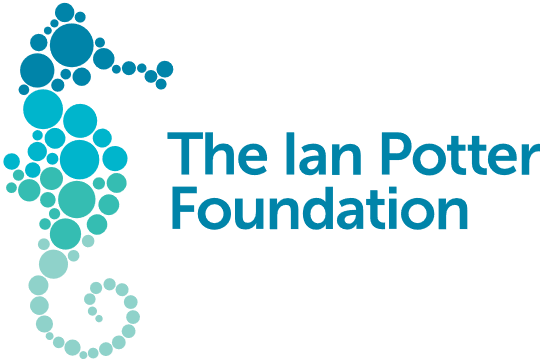 The Ian Potter
Foundation